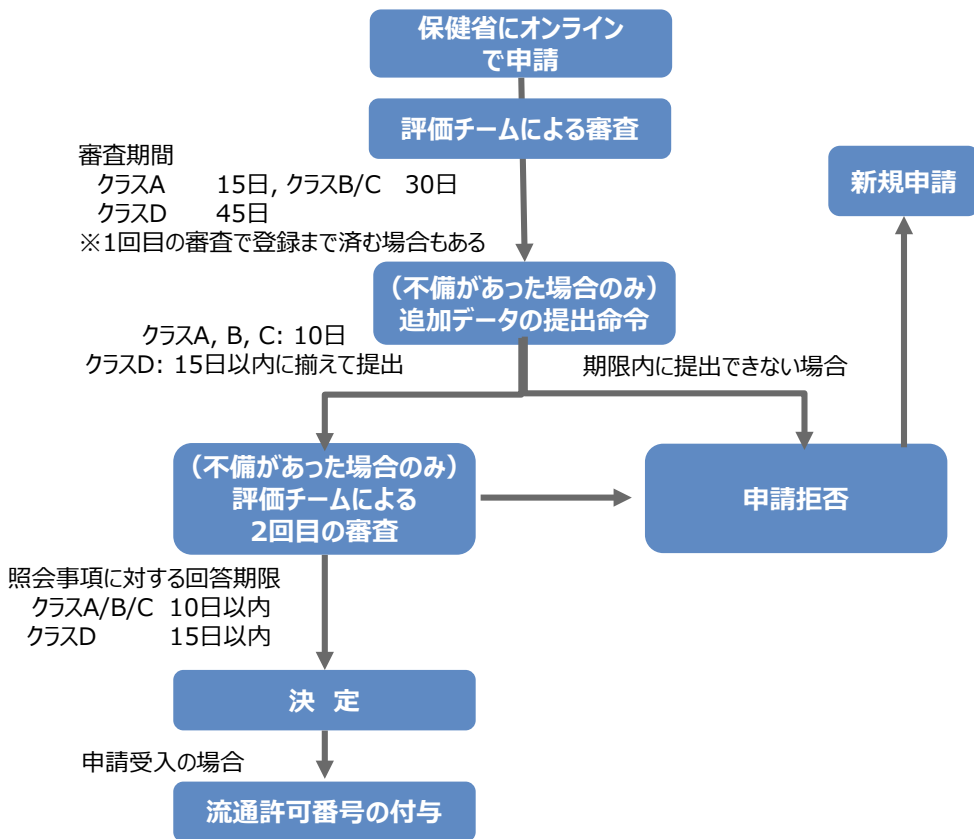 保健省にオンライン
で申請
評価チームによる審査
審査期間
クラスA 15日, クラスB/C 30日
クラスD 45日
※1回目の審査で登録まで済む場合もある
新規申請
（不備があった場合のみ）
追加データの提出命令
クラスA, B, C: 10日
クラスD: 15日以内に揃えて提出
期限内に提出できない場合
（不備があった場合のみ）
評価チームによる
2回目の審査
申請拒否
照会事項に対する回答期限
クラスA/B/C 10日以内
クラスD 15日以内
決 定
申請受入の場合
流通許可番号の付与